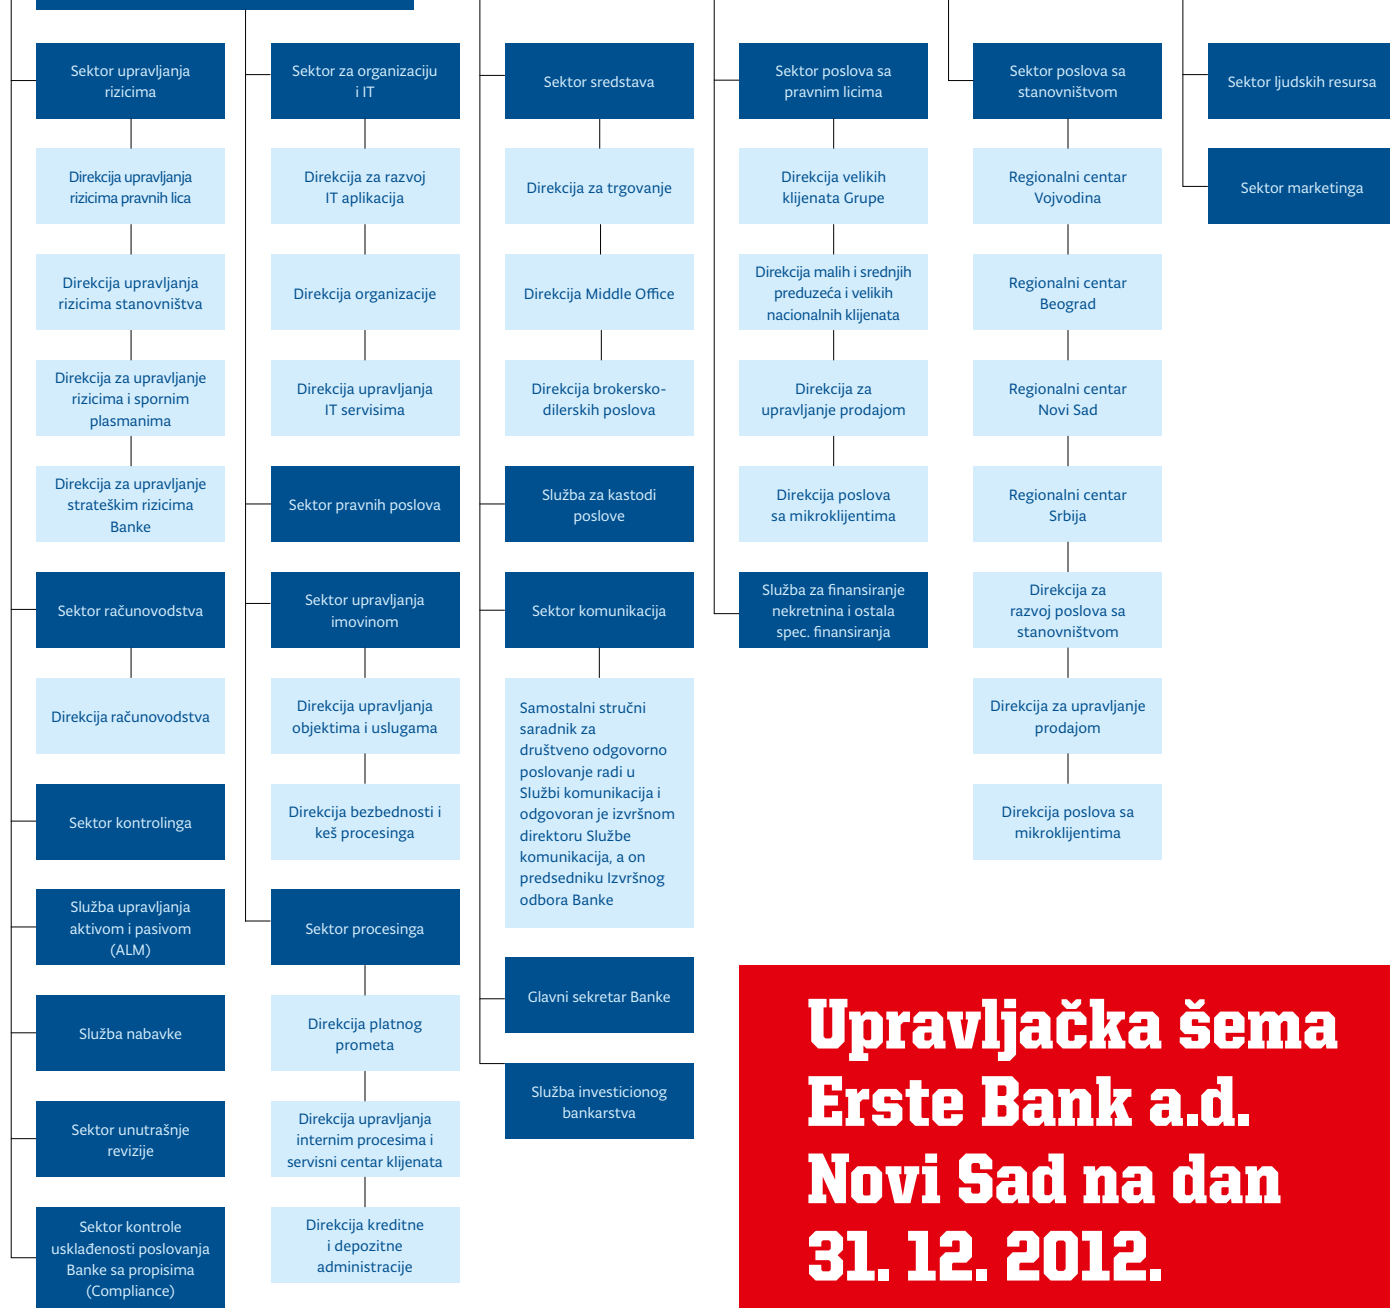 Sektor upravljanja
rizicima
Direkcija upravljanja
rizicima pravnih lica
Direkcija upravljanja
rizicima stanovništva
Direkcija za upravljanje
rizicima i spornim
plasmanima
Direkcija za upravljanje
strateškim rizicima
Banke
Sektor računovodstva
Direkcija računovodstva
Sektor kontrolinga
Služba upravljanja
aktivom i pasivom
(ALM)
Služba nabavke
Sektor unutrašnje
revizije
Sektor kontrole
usklađenosti poslovanja
Banke sa propisima
(Compliance)
Sektor za organizaciju
i IT
Direkcija za razvoj
IT aplikacija
Direkcija organizacije
Direkcija upravljanja
IT servisima
Sektor pravnih poslova
Sektor upravljanja
imovinom
Direkcija upravljanja
objektima i uslugama
Direkcija bezbednosti i
keš procesinga
Sektor procesinga
Direkcija platnog
prometa
Direkcija upravljanja
internim procesima i
servisni centar klijenata
Direkcija kreditne
i depozitne
administracije
Sektor sredstava
Direkcija za trgovanje
Direkcija Middle Office
Direkcija brokersko-
dilerskih poslova
Služba za kastodi
poslove
Sektor komunikacija
Samostalni stručni
saradnik za
društveno odgovorno
poslovanje radi u
Službi komunikacija i
odgovoran je izvršnom
direktoru Službe
komunikacija, a on
predsedniku Izvršnog
odbora Banke
Glavni sekretar Banke
Služba investicionog
bankarstva
Sektor poslova sa
pravnim licima
Direkcija velikih
klijenata Grupe
Direkcija malih i srednjih
preduzeća i velikih
nacionalnih klijenata
Direkcija za
upravljanje prodajom
Direkcija poslova
sa mikroklijentima
Služba za finansiranje
nekretnina i ostala
spec. finansiranja
Sektor poslova sa
stanovništvom
Regionalni centar
Vojvodina
Regionalni centar
Beograd
Regionalni centar
Novi Sad
Regionalni centar
Srbija
Direkcija za
razvoj poslova sa
stanovništvom
Direkcija za upravljanje
prodajom
Direkcija poslova sa
mikroklijentima
Sektor ljudskih resursa
Sektor marketinga
Upravljačka šema
Erste Bank a.d.
Novi Sad na dan
31. 12. 2012.